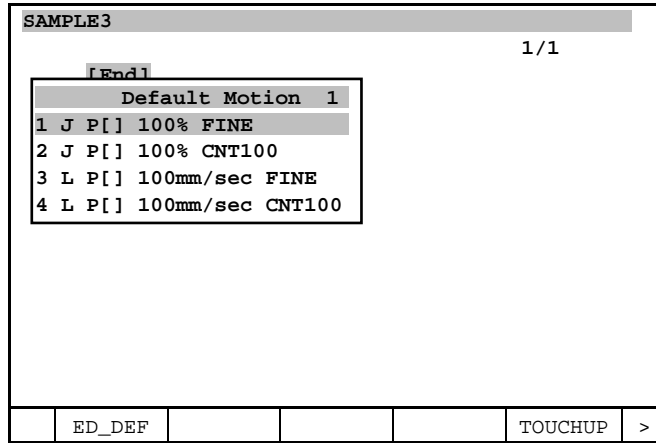 SAMPLE3
1/1
[End]
Default Motion 1
1 J P[] 100% FINE
2 J P[] 100% CNT100
3 L P[] 100mm/sec FINE
4 L P[] 100mm/sec CNT100
ED_DEF TOUCHUP >